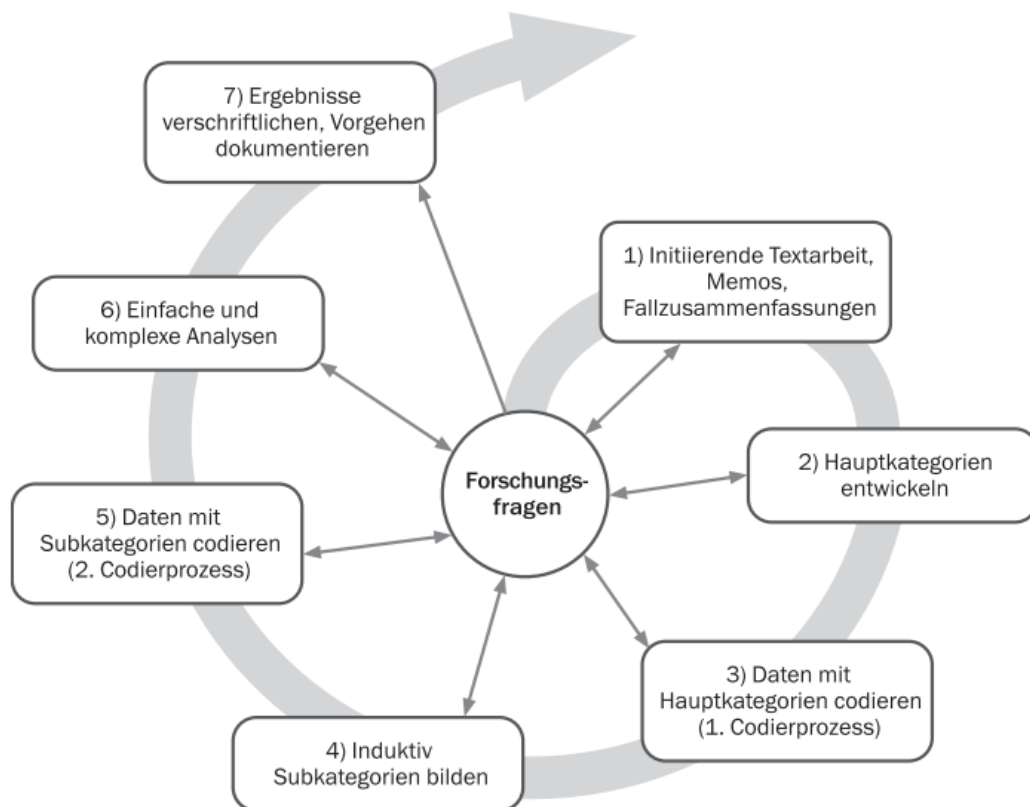 7) Ergebnisse
verschriftlichen, Vorgehen
dokumentieren
1) Initiierende Textarbeit,
Memos,
Fallzusammenfassungen
6) Einfache und
komplexe Analysen
Forschungs-
fragen
2) Hauptkategorien
entwickeln
5) Daten mit
Subkategorien codieren
(2. Codierprozess)
3) Daten mit
Hauptkategorien codieren
(1. Codierprozess)
4) Induktiv
Subkategorien bilden